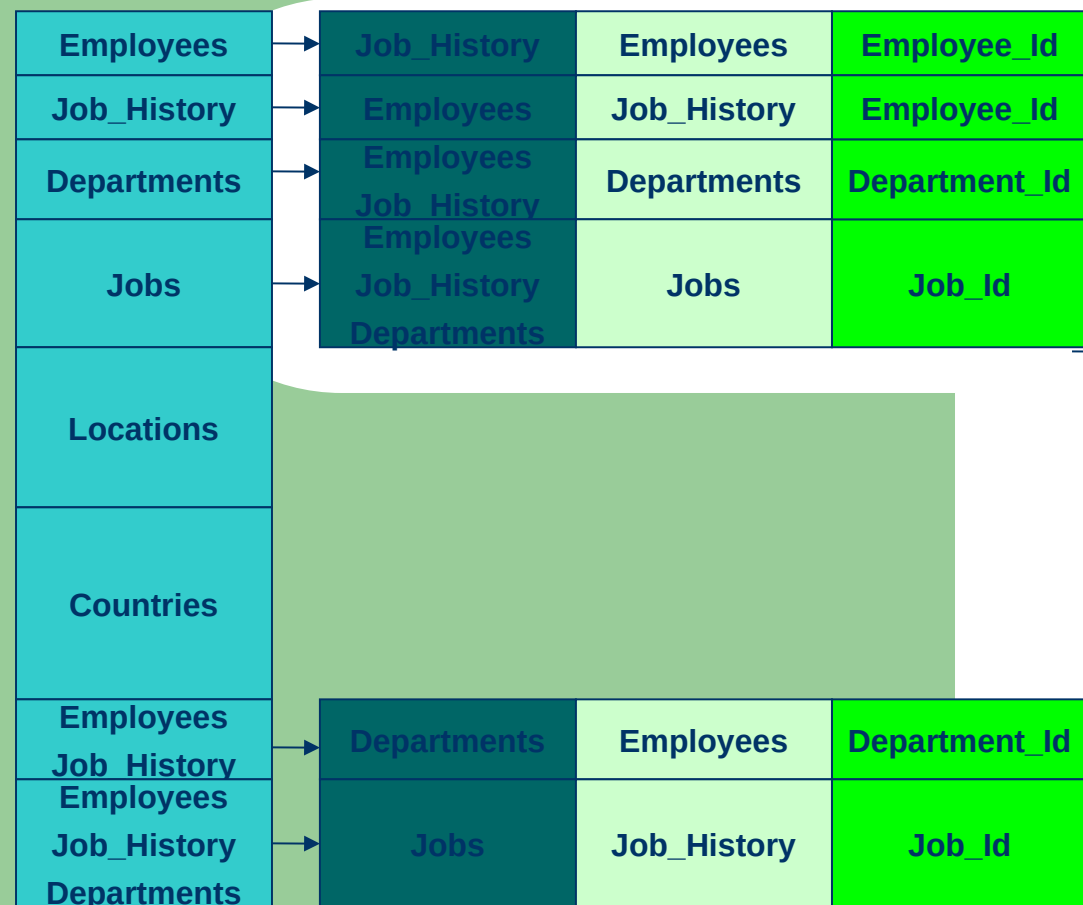 Employees Job_History Employees Employee_Id
Job_History Employees Job_History Employee_Id
Departments Employees Departments Department_Id
Job_History
Jobs Employees Jobs Job_Id
Job_History
Departments
Locations
Countries
Employees Departments Employees Department_Id
Job_History
Employees Jobs Job_History Job_Id
Job_History
Departments